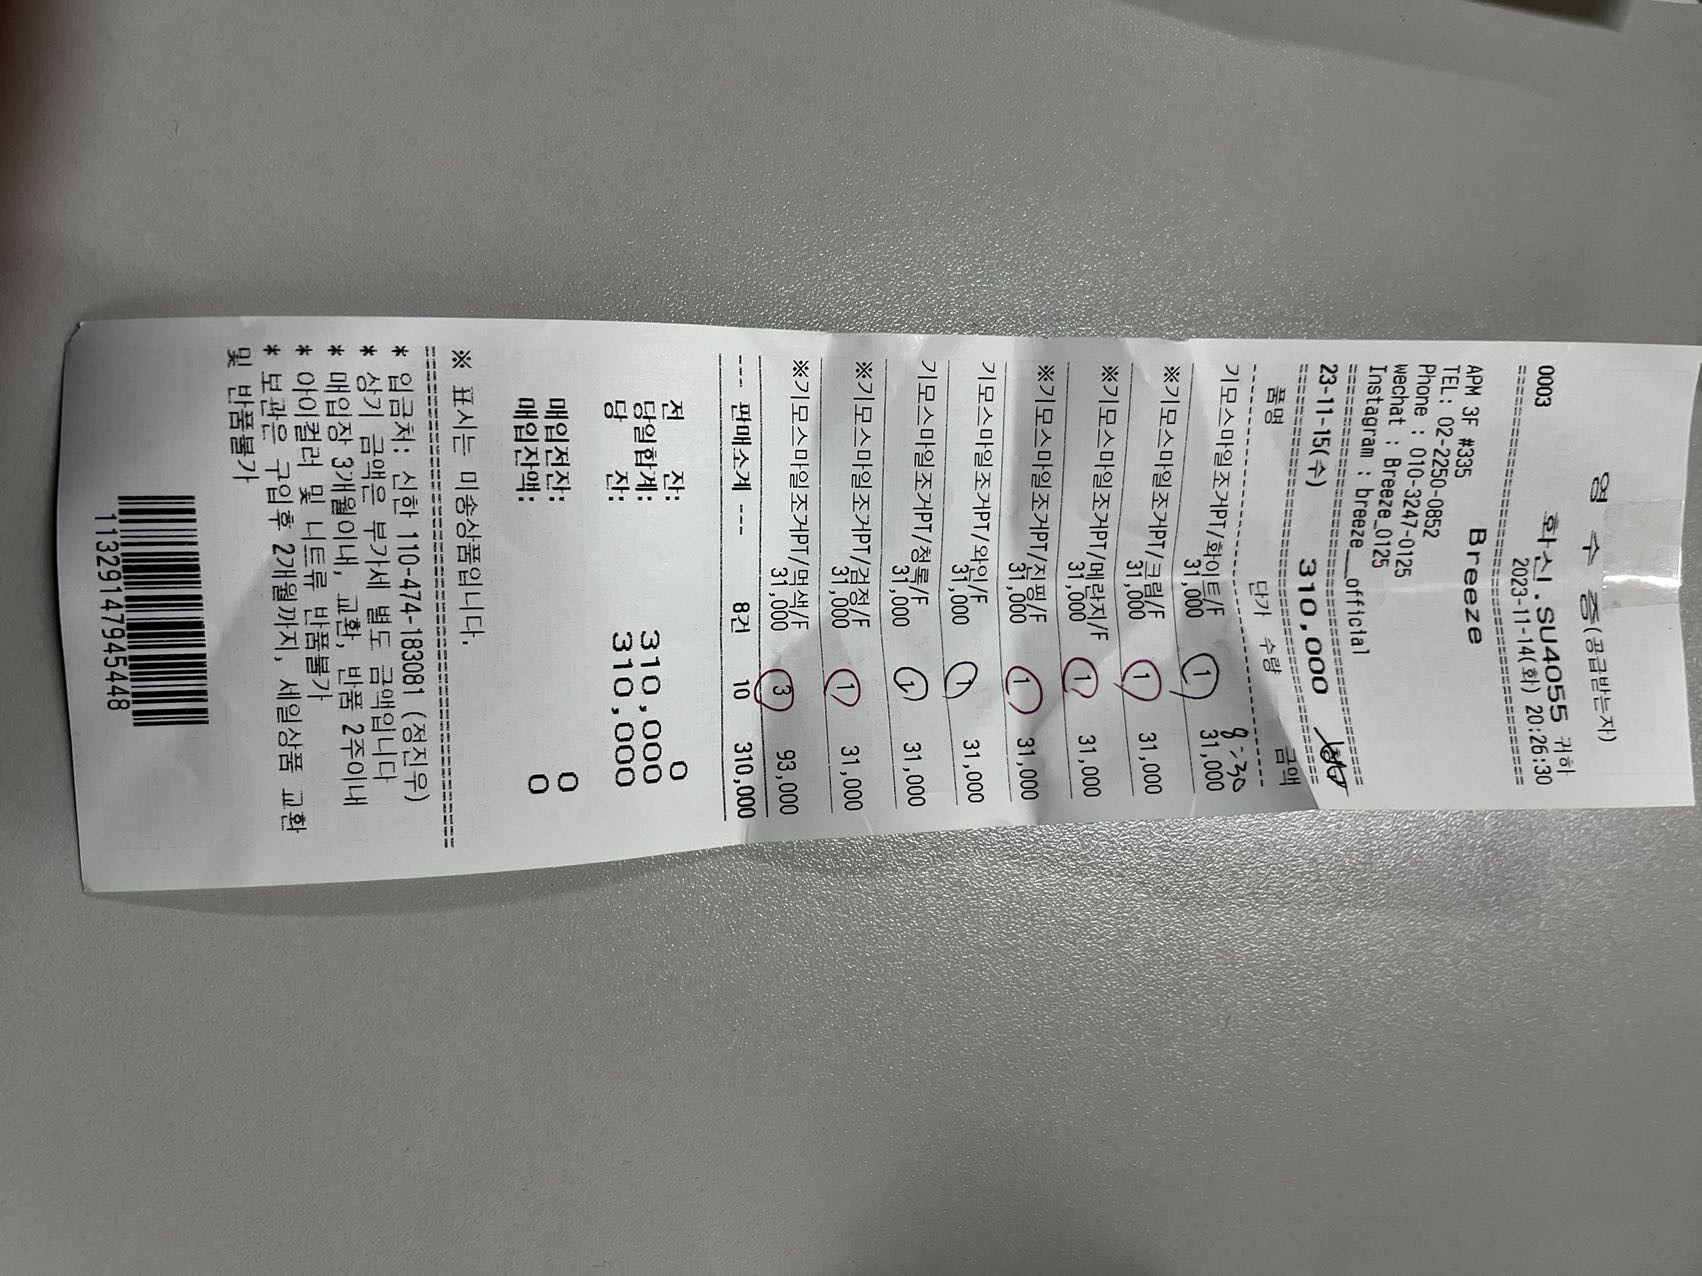 영 수 증(공급받는자)
0003 화신.SU4055 귀하
2023-11-14(화) 20:26:30
================================
Breeze
APM 3F #335
TEL: 02-2250-0852
Phone : 010-3247-0125
wechat : Breeze_0125
Instagram : breeze__official
================================
23-11-15(수) 310,000
================================
품명 단가 수량 금액
--------------------------------
8-30
기모스마일조거PT/화이트/F
31,000 1 31,000
※기모스마일조거PT/크림/F
31,000 1 31,000
※기모스마일조거PT/메란지/F
31,000 1 31,000
※기모스마일조거PT/진핑/F
31,000 1 31,000
기모스마일조거PT/와인/F
31,000 1 31,000
기모스마일조거PT/청록/F
31,000 1 31,000
※기모스마일조거PT/검정/F
31,000 1 31,000
※기모스마일조거PT/먹색/F
31,000 3 93,000
--- 판매소계 --- 8건 10 310,000
전 잔: 0
당일합계: 310,000
당 잔: 310,000
매입전잔: 0
매입잔액: 0
※ 표시는 미송상품입니다.
================================
* 입금처: 신한 110-474-183081 (정진우)
* 상기 금액은 부가세 별도 금액입니다
* 매입장 3개월이내, 교환, 반품 2주이내
* 아이컬러 및 니트류 반품불가
* 보관은 구입후 2개월까지, 세일상품 교환
및 반품불가
11329147945448